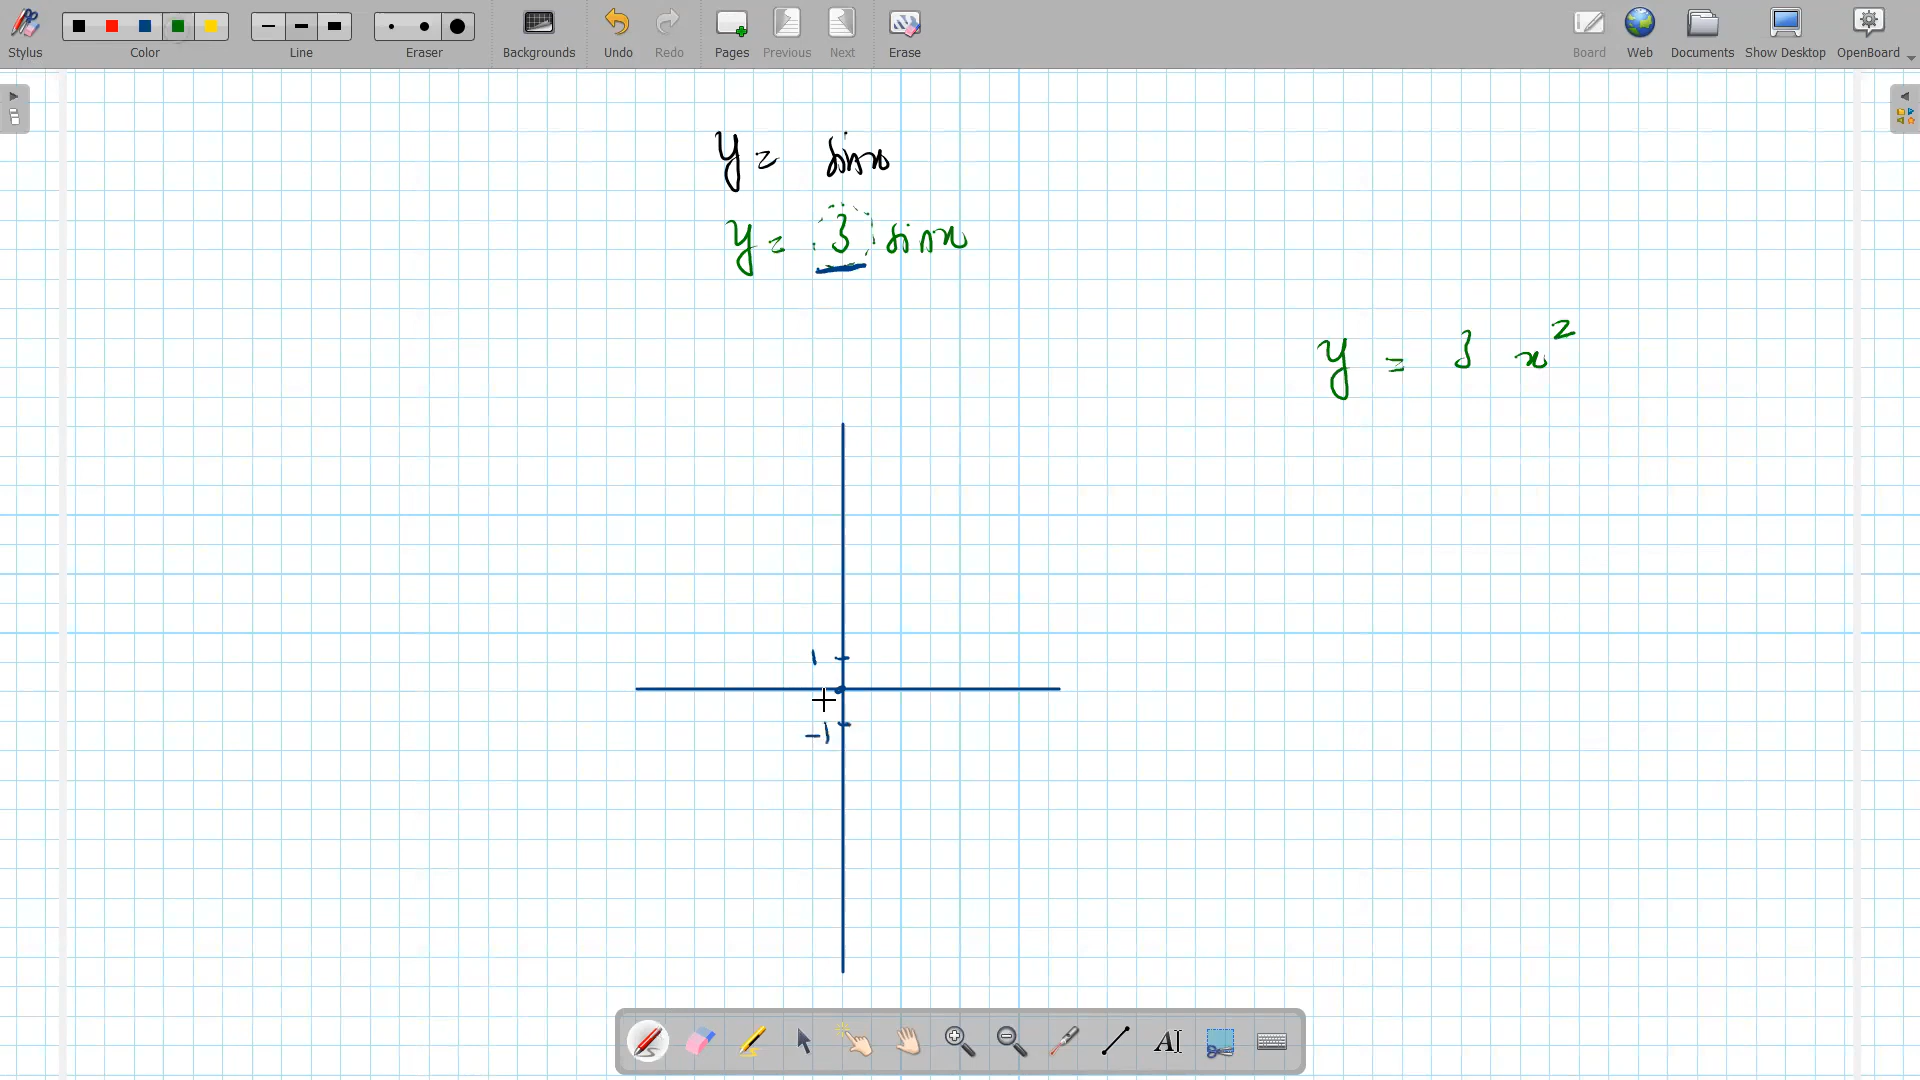 Stylus Color Line Eraser Backgrounds Undo Redo Pages Previous Next Erase Board Web Documents Show Desktop OpenBoard
y = sinx
y = 3 sinx
y = 3 x²
1
-1